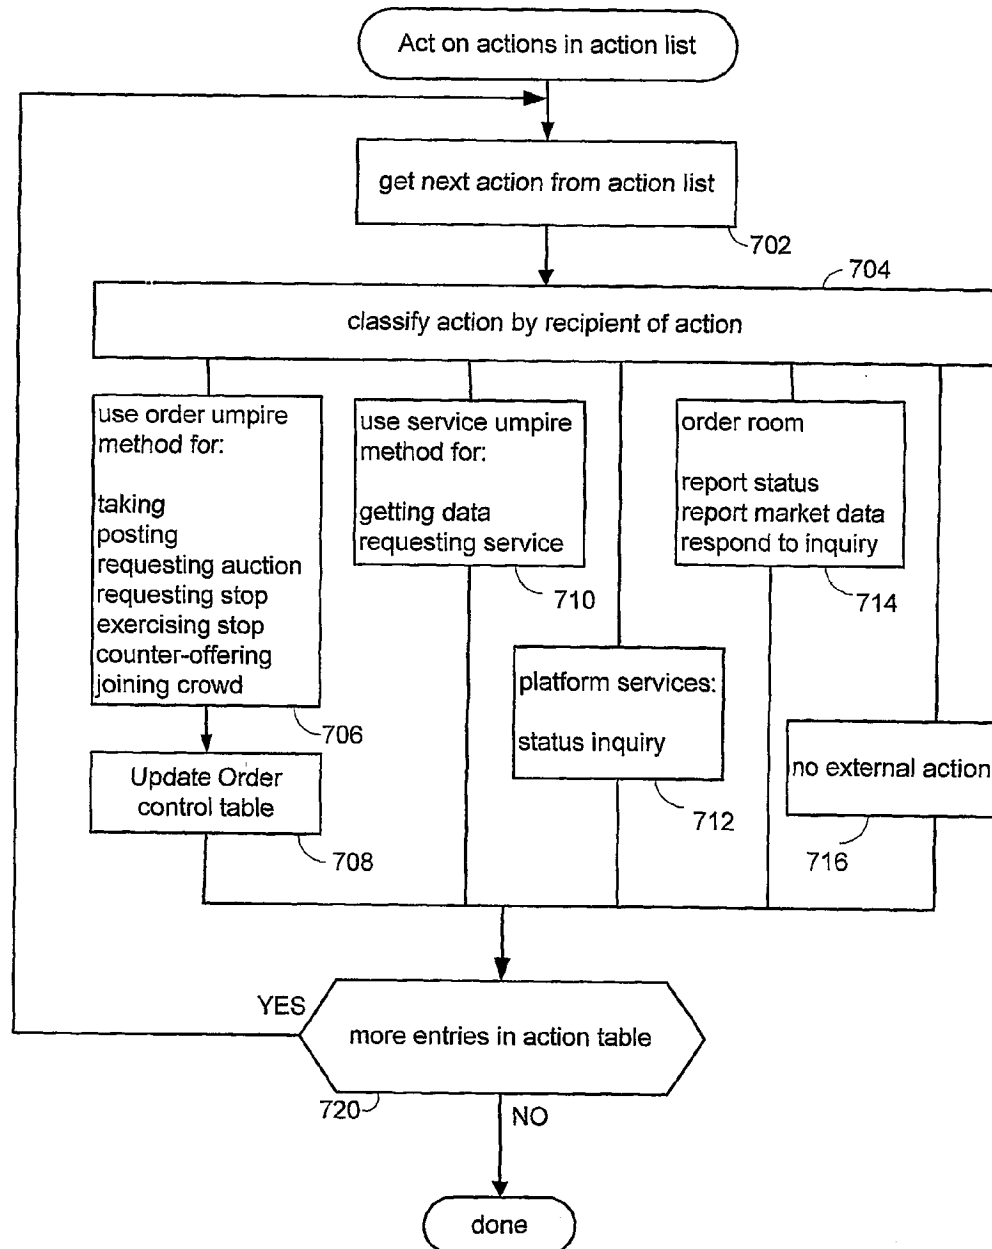 Act on actions in action list
get next action from action list
702
704
classify action by recipient of action
use order umpire
method for:
taking
posting
requesting auction
requesting stop
exercising stop
counter-offering
joining crowd
706
Update Order
control table
708
use service umpire
method for:
getting data
requesting service
710
platform services:
status inquiry
712
order room
report status
report market data
respond to inquiry
714
no external action
716
YES
more entries in action table
720
NO
done